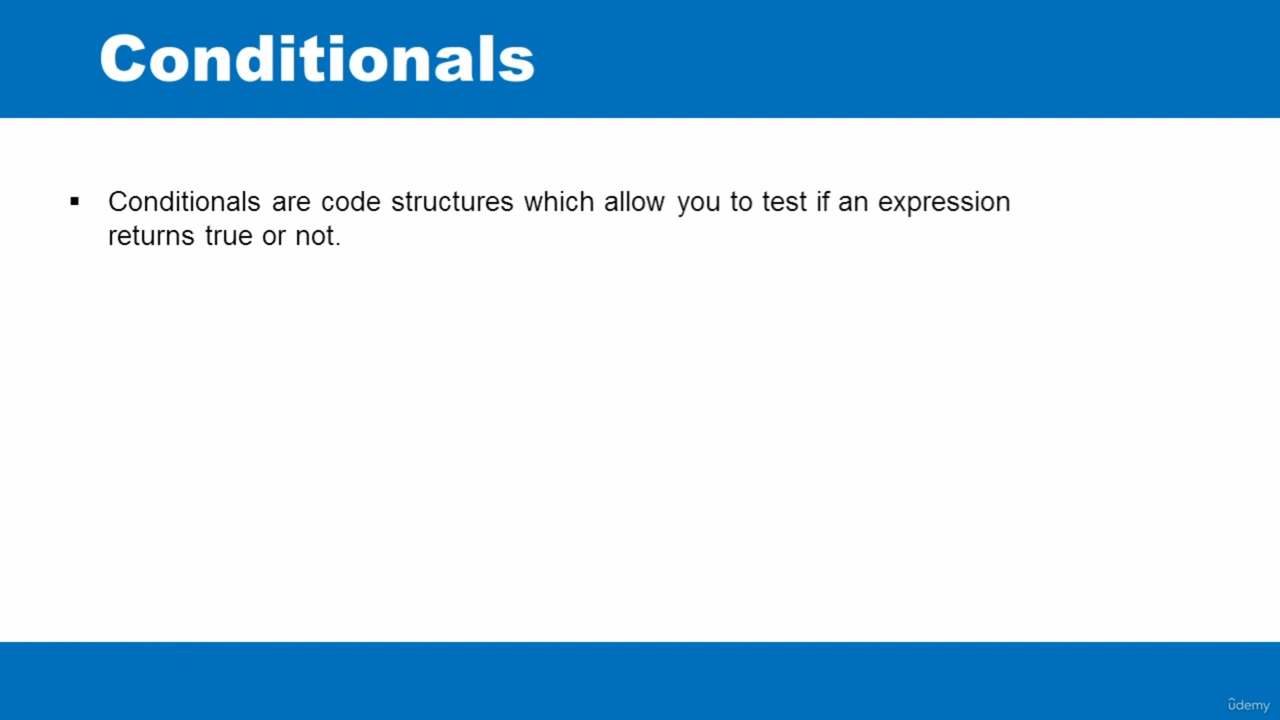 Conditionals
▪ Conditionals are code structures which allow you to test if an expression
returns true or not.
udemy